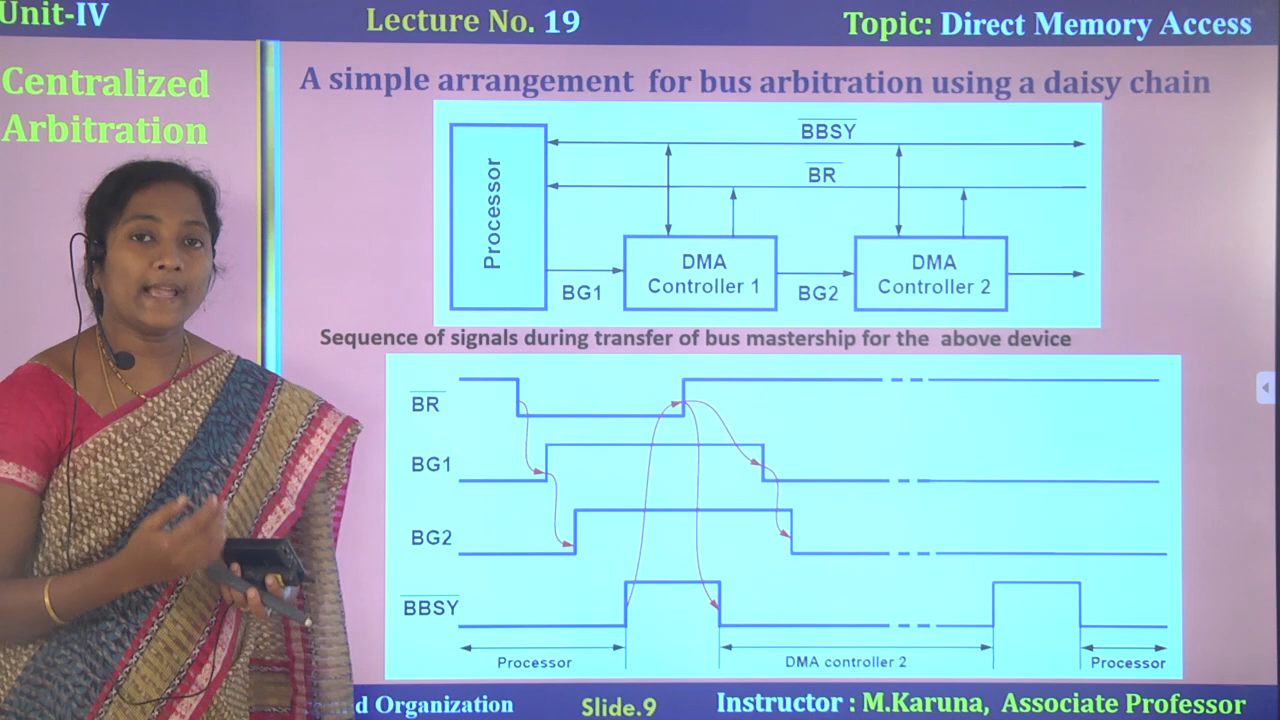 Unit-IV
Lecture No. 19
Topic: Direct Memory Access
Centralized
Arbitration
A simple arrangement for bus arbitration using a daisy chain
BBSY
BR
Processor
DMA
Controller 1
DMA
Controller 2
BG1
BG2
Sequence of signals during transfer of bus mastership for the above device
BR
BG1
BG2
BBSY
Processor
DMA controller 2
Processor
d Organization
Slide.9
Instructor : M.Karuna, Associate Professor